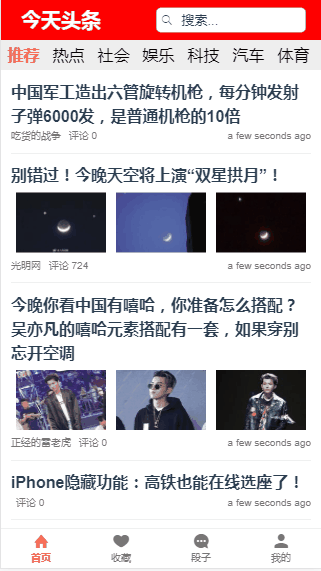 今天头条 搜索...
推荐 热点 社会 娱乐 科技 汽车 体育
中国军工造出六管旋转机枪，每分钟发射
子弹6000发，是普通机枪的10倍
吃货的战争 评论 0 a few seconds ago
别错过！今晚天空将上演“双星拱月”！
光明网 评论 724 a few seconds ago
今晚你看中国有嘻哈，你准备怎么搭配？
吴亦凡的嘻哈元素搭配有一套，如果穿别
忘开空调
正经的雷老虎 评论 0 a few seconds ago
iPhone隐藏功能：高铁也能在线选座了！
评论 0 a few seconds ago
首页 收藏 段子 我的